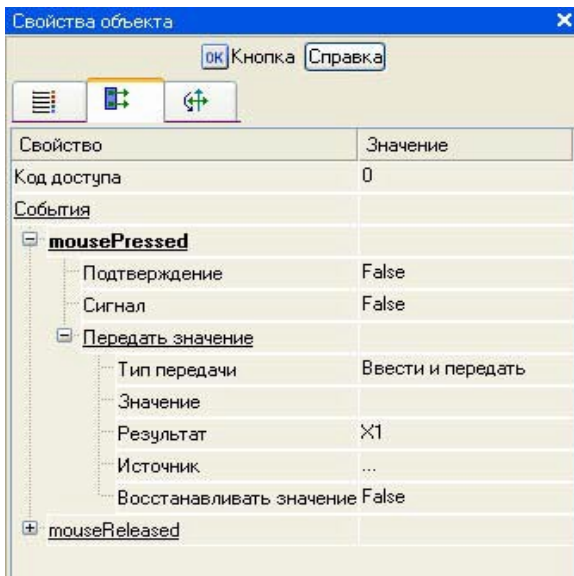 Свойства объекта
ОК Кнопка Справка
Свойство Значение
Код доступа 0
События
mousePressed
Подтверждение False
Сигнал False
Передать значение
Тип передачи Ввести и передать
Значение
Результат X1
Источник ...
Восстанавливать значение False
mouseReleased